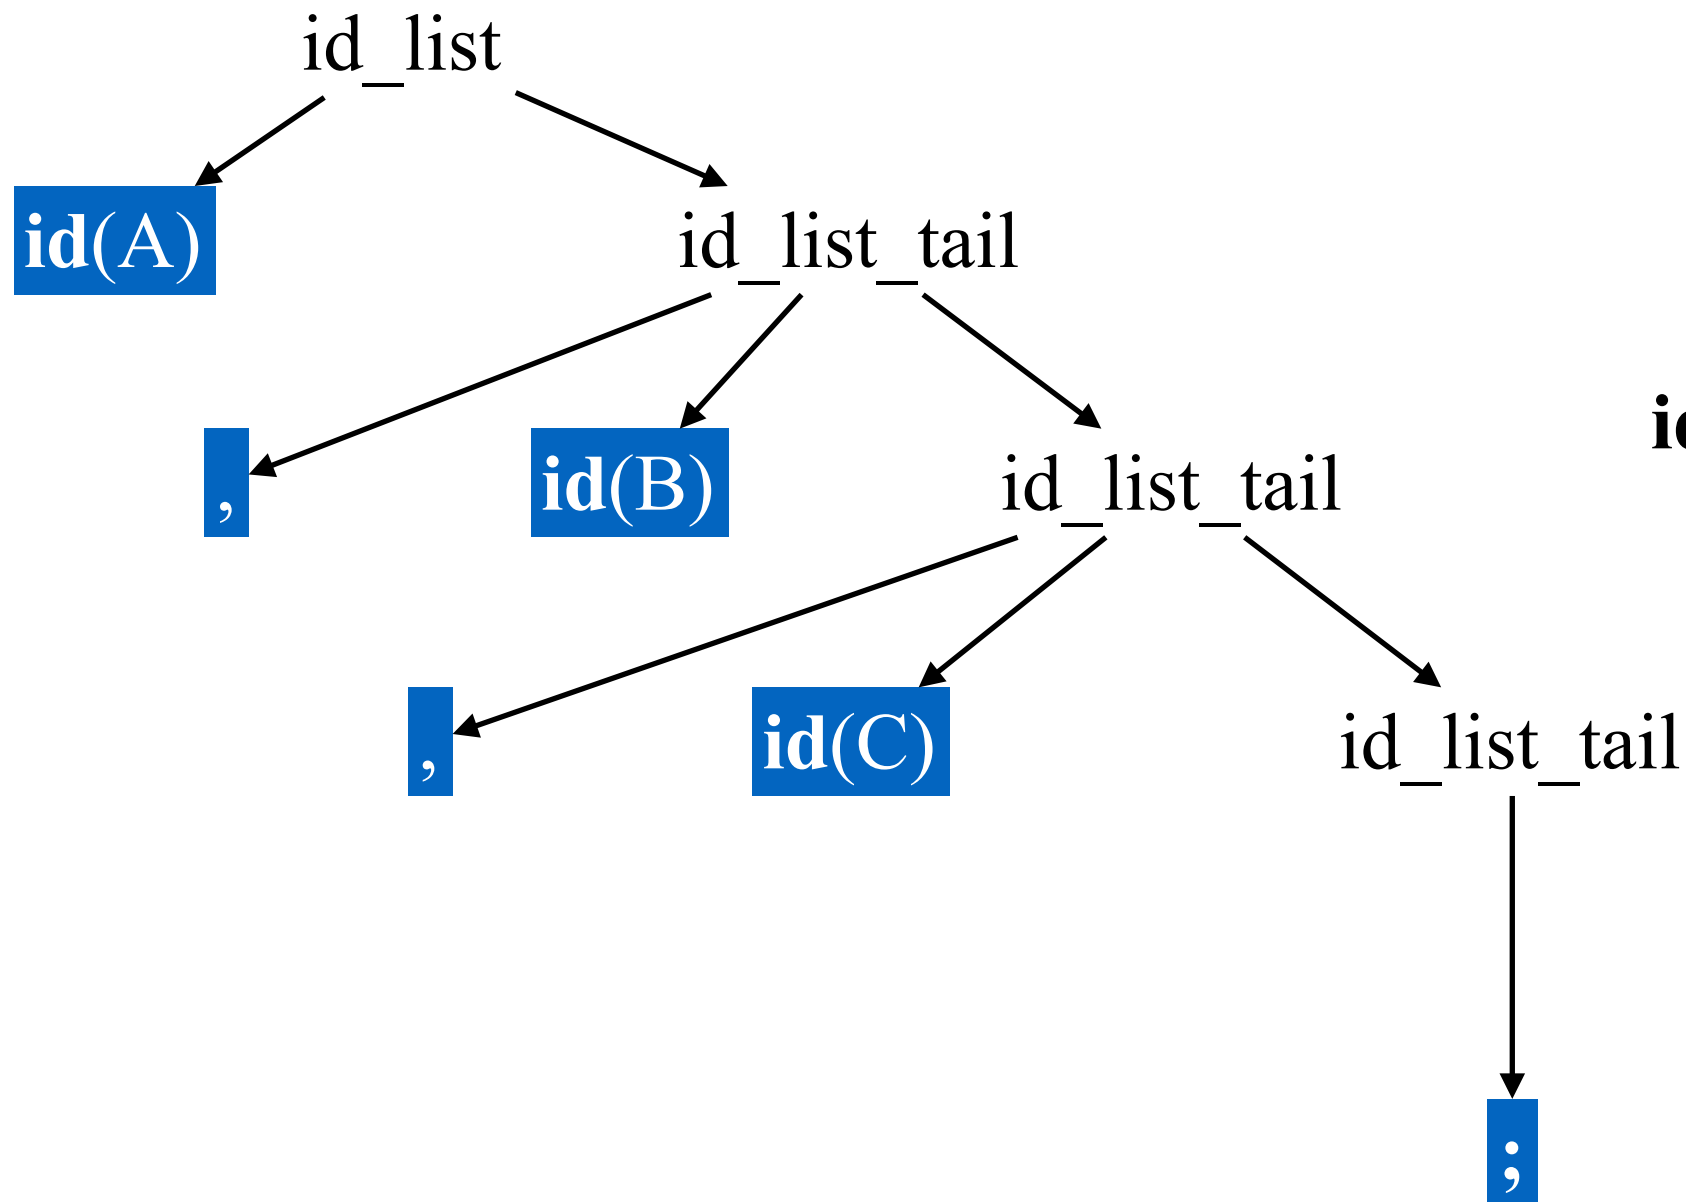 id_list
id(A)
id_list_tail
,
id(B)
id_list_tail
,
id(C)
id_list_tail
;